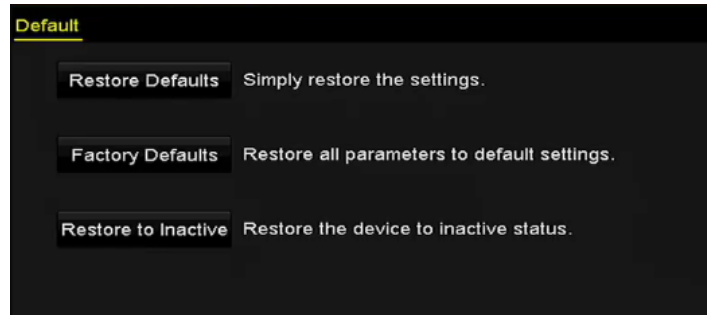 Default
Restore Defaults Simply restore the settings.
Factory Defaults Restore all parameters to default settings.
Restore to Inactive Restore the device to inactive status.